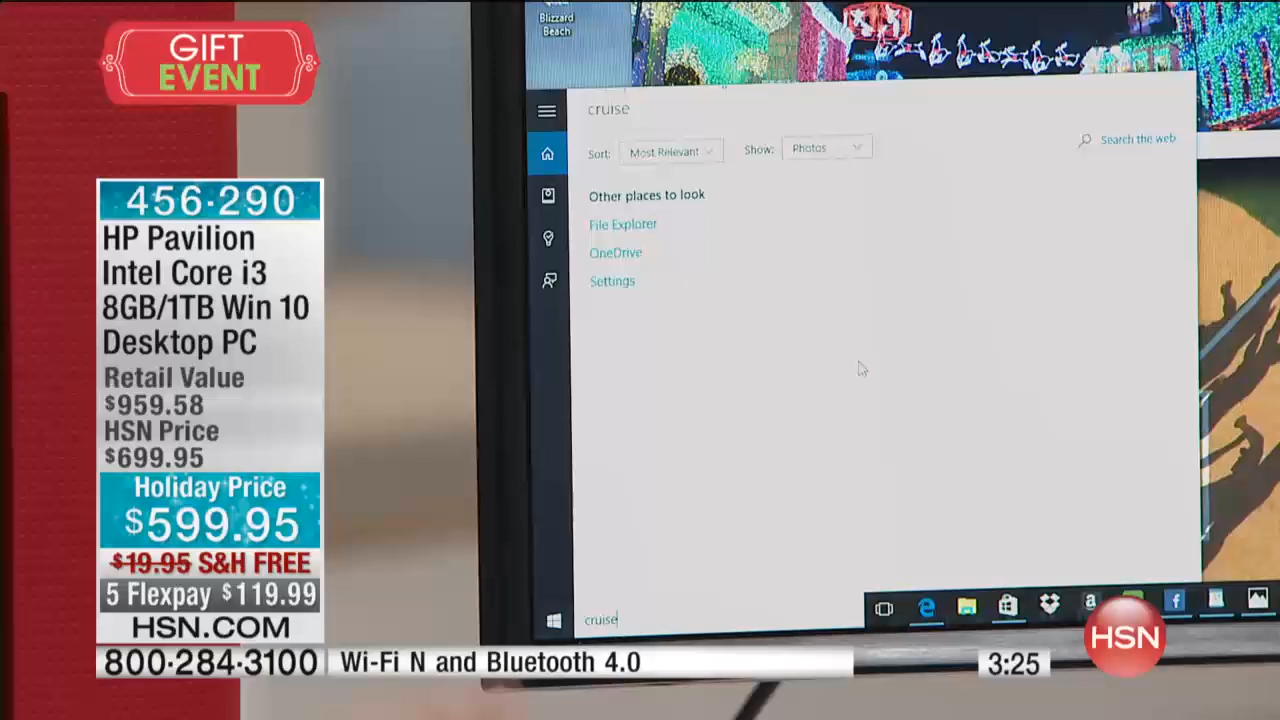 GIFT
EVENT
456·290
HP Pavilion
Intel Core i3
8GB/1TB Win 10
Desktop PC
Retail Value
$959.58
HSN Price
$699.95
Holiday Price
$599.95
$19.95 S&H FREE
5 Flexpay $119.99
HSN.COM
800·284·3100
Wi-Fi N and Bluetooth 4.0
3:25
HSN
Blizzard
Beach
cruise
Sort:
Most Relevant
Show:
Photos
Search the web
Other places to look
File Explorer
OneDrive
Settings
cruise
a
f